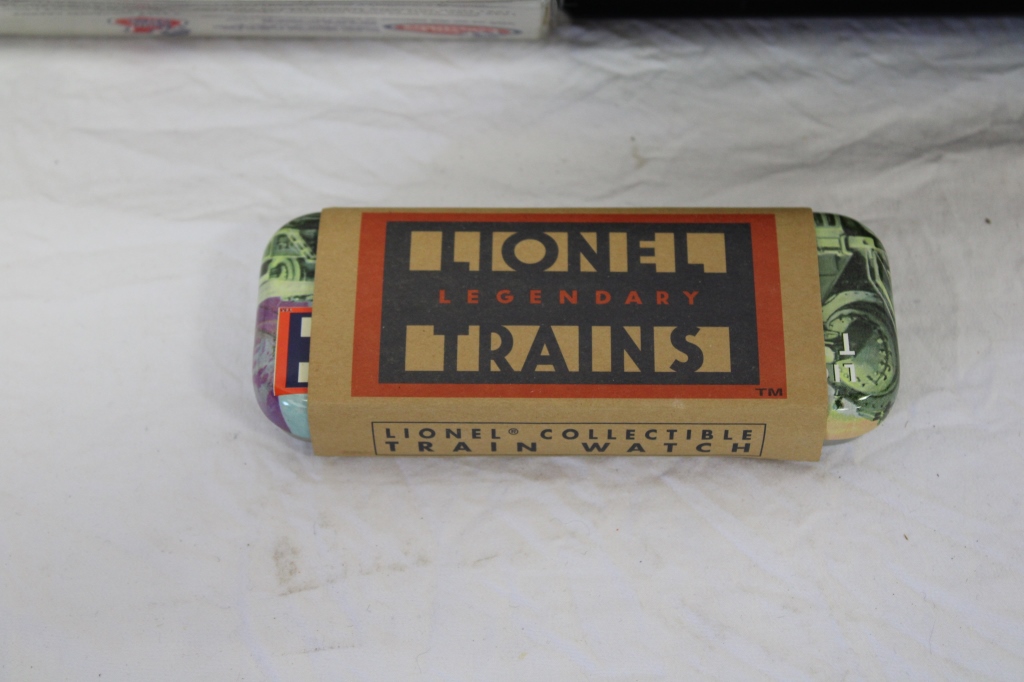 LIONEL
LEGENDARY
TRAINS
TM
LIONEL® COLLECTIBLE
TRAIN WATCH